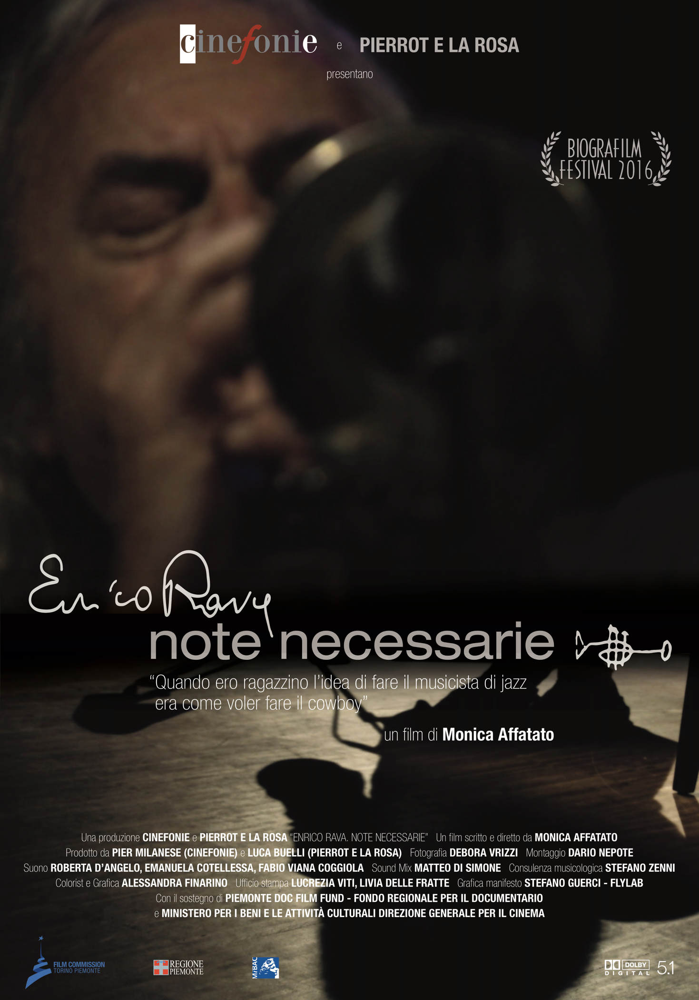 cinefonie e PIERROT E LA ROSA
presentano
BIOGRAFILM
FESTIVAL 2016
Enrico Rava
note necessarie
“Quando ero ragazzino l’idea di fare il musicista di jazz
era come voler fare il cowboy”
un film di Monica Affatato
Una produzione CINEFONIE e PIERROT E LA ROSA “ENRICO RAVA. NOTE NECESSARIE” Un film scritto e diretto da MONICA AFFATATO
Prodotto da PIER MILANESE (CINEFONIE) e LUCA BUELLI (PIERROT E LA ROSA) Fotografia DEBORA VRIZZI Montaggio DARIO NEPOTE
Suono ROBERTA D’ANGELO, EMANUELA COTELLESSA, FABIO VIANA COGGIOLA Sound Mix MATTEO DI SIMONE Consulenza musicologica STEFANO ZENNI
Colorist e Grafica ALESSANDRA FINARINO Ufficio stampa LUCREZIA VITI, LIVIA DELLE FRATTE Grafica manifesto STEFANO GUERCI - FLYLAB
Con il sostegno di PIEMONTE DOC FILM FUND - FONDO REGIONALE PER IL DOCUMENTARIO
e MINISTERO PER I BENI E LE ATTIVITÀ CULTURALI DIREZIONE GENERALE PER IL CINEMA
FILM COMMISSION
TORINO PIEMONTE
REGIONE
PIEMONTE
MiBAC
DOLBY
DIGITAL
5.1